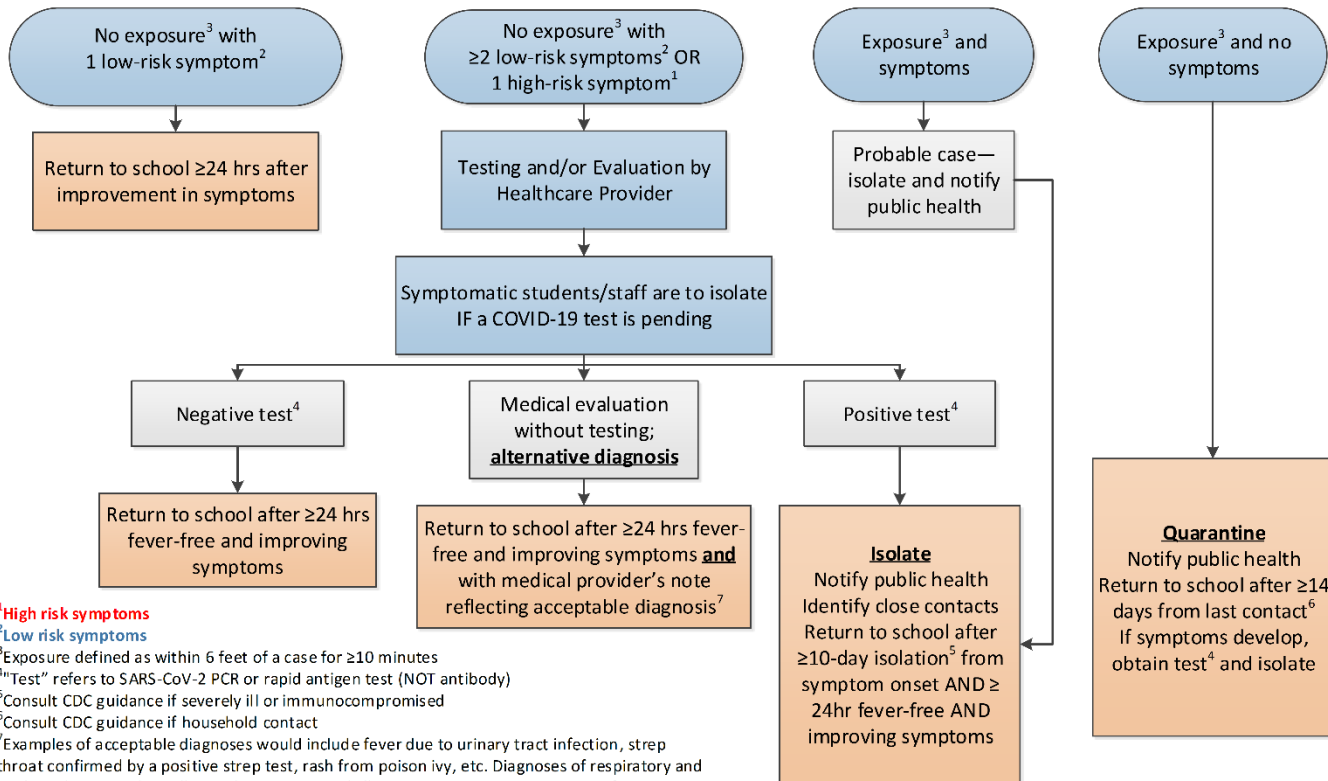 No exposure³ with
1 low-risk symptom²
No exposure³ with
≥2 low-risk symptoms² OR
1 high-risk symptom¹
Exposure³ and
symptoms
Exposure³ and no
symptoms
Return to school ≥24 hrs after
improvement in symptoms
Testing and/or Evaluation by
Healthcare Provider
Probable case—
isolate and notify
public health
Symptomatic students/staff are to isolate
IF a COVID-19 test is pending
Negative test⁴
Medical evaluation
without testing;
alternative diagnosis
Positive test⁴
Return to school after ≥24 hrs
fever-free and improving
symptoms
Return to school after ≥24 hrs fever-
free and improving symptoms and
with medical provider’s note
reflecting acceptable diagnosis⁷
Isolate
Notify public health
Identify close contacts
Return to school after
≥10-day isolation⁵ from
symptom onset AND ≥
24hr fever-free AND
improving symptoms
Quarantine
Notify public health
Return to school after ≥14
days from last contact⁶
If symptoms develop,
obtain test⁴ and isolate
¹High risk symptoms
²Low risk symptoms
³Exposure defined as within 6 feet of a case for ≥10 minutes
⁴"Test" refers to SARS-CoV-2 PCR or rapid antigen test (NOT antibody)
⁵Consult CDC guidance if severely ill or immunocompromised
⁶Consult CDC guidance if household contact
⁷Examples of acceptable diagnoses would include fever due to urinary tract infection, strep
throat confirmed by a positive strep test, rash from poison ivy, etc. Diagnoses of respiratory and